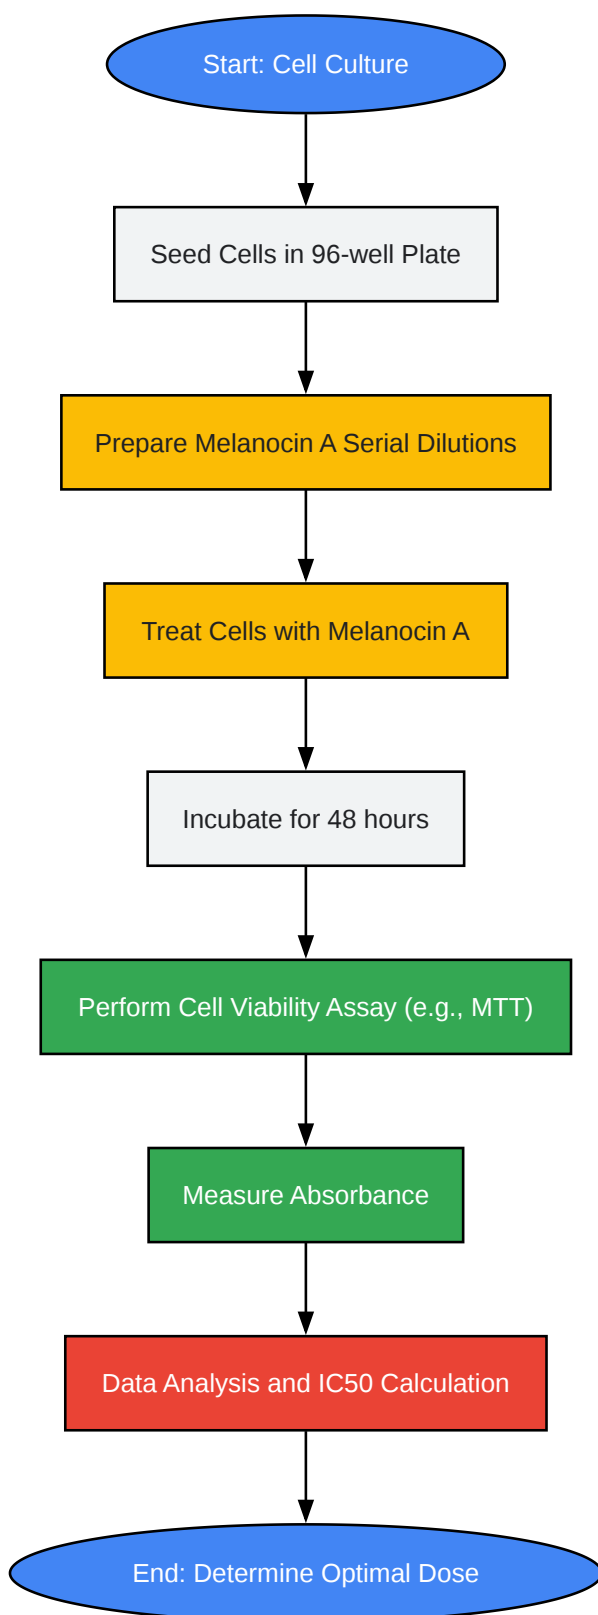 Start: Cell Culture
Seed Cells in 96-well Plate
Prepare Melanocin A Serial Dilutions
Treat Cells with Melanocin A
Incubate for 48 hours
Perform Cell Viability Assay (e.g., MTT)
Measure Absorbance
Data Analysis and IC50 Calculation
End: Determine Optimal Dose